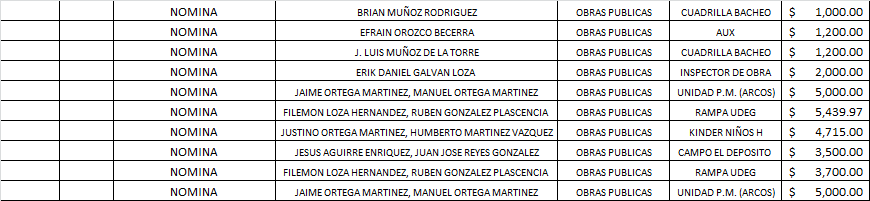 NOMINA BRIAN MUÑOZ RODRIGUEZ OBRAS PUBLICAS CUADRILLA BACHEO $ 1,000.00
NOMINA EFRAIN OROZCO BECERRA OBRAS PUBLICAS AUX $ 1,200.00
NOMINA J. LUIS MUÑOZ DE LA TORRE OBRAS PUBLICAS CUADRILLA BACHEO $ 1,200.00
NOMINA ERIK DANIEL GALVAN LOZA OBRAS PUBLICAS INSPECTOR DE OBRA $ 2,000.00
NOMINA JAIME ORTEGA MARTINEZ, MANUEL ORTEGA MARTINEZ OBRAS PUBLICAS UNIDAD P.M. (ARCOS) $ 5,000.00
NOMINA FILEMON LOZA HERNANDEZ, RUBEN GONZALEZ PLASCENCIA OBRAS PUBLICAS RAMPA UDEG $ 5,439.97
NOMINA JUSTINO ORTEGA MARTINEZ, HUMBERTO MARTINEZ VAZQUEZ OBRAS PUBLICAS KINDER NIÑOS H $ 4,715.00
NOMINA JESUS AGUIRRE ENRIQUEZ, JUAN JOSE REYES GONZALEZ OBRAS PUBLICAS CAMPO EL DEPOSITO $ 3,500.00
NOMINA FILEMON LOZA HERNANDEZ, RUBEN GONZALEZ PLASCENCIA OBRAS PUBLICAS RAMPA UDEG $ 3,700.00
NOMINA JAIME ORTEGA MARTINEZ, MANUEL ORTEGA MARTINEZ OBRAS PUBLICAS UNIDAD P.M. (ARCOS) $ 5,000.00